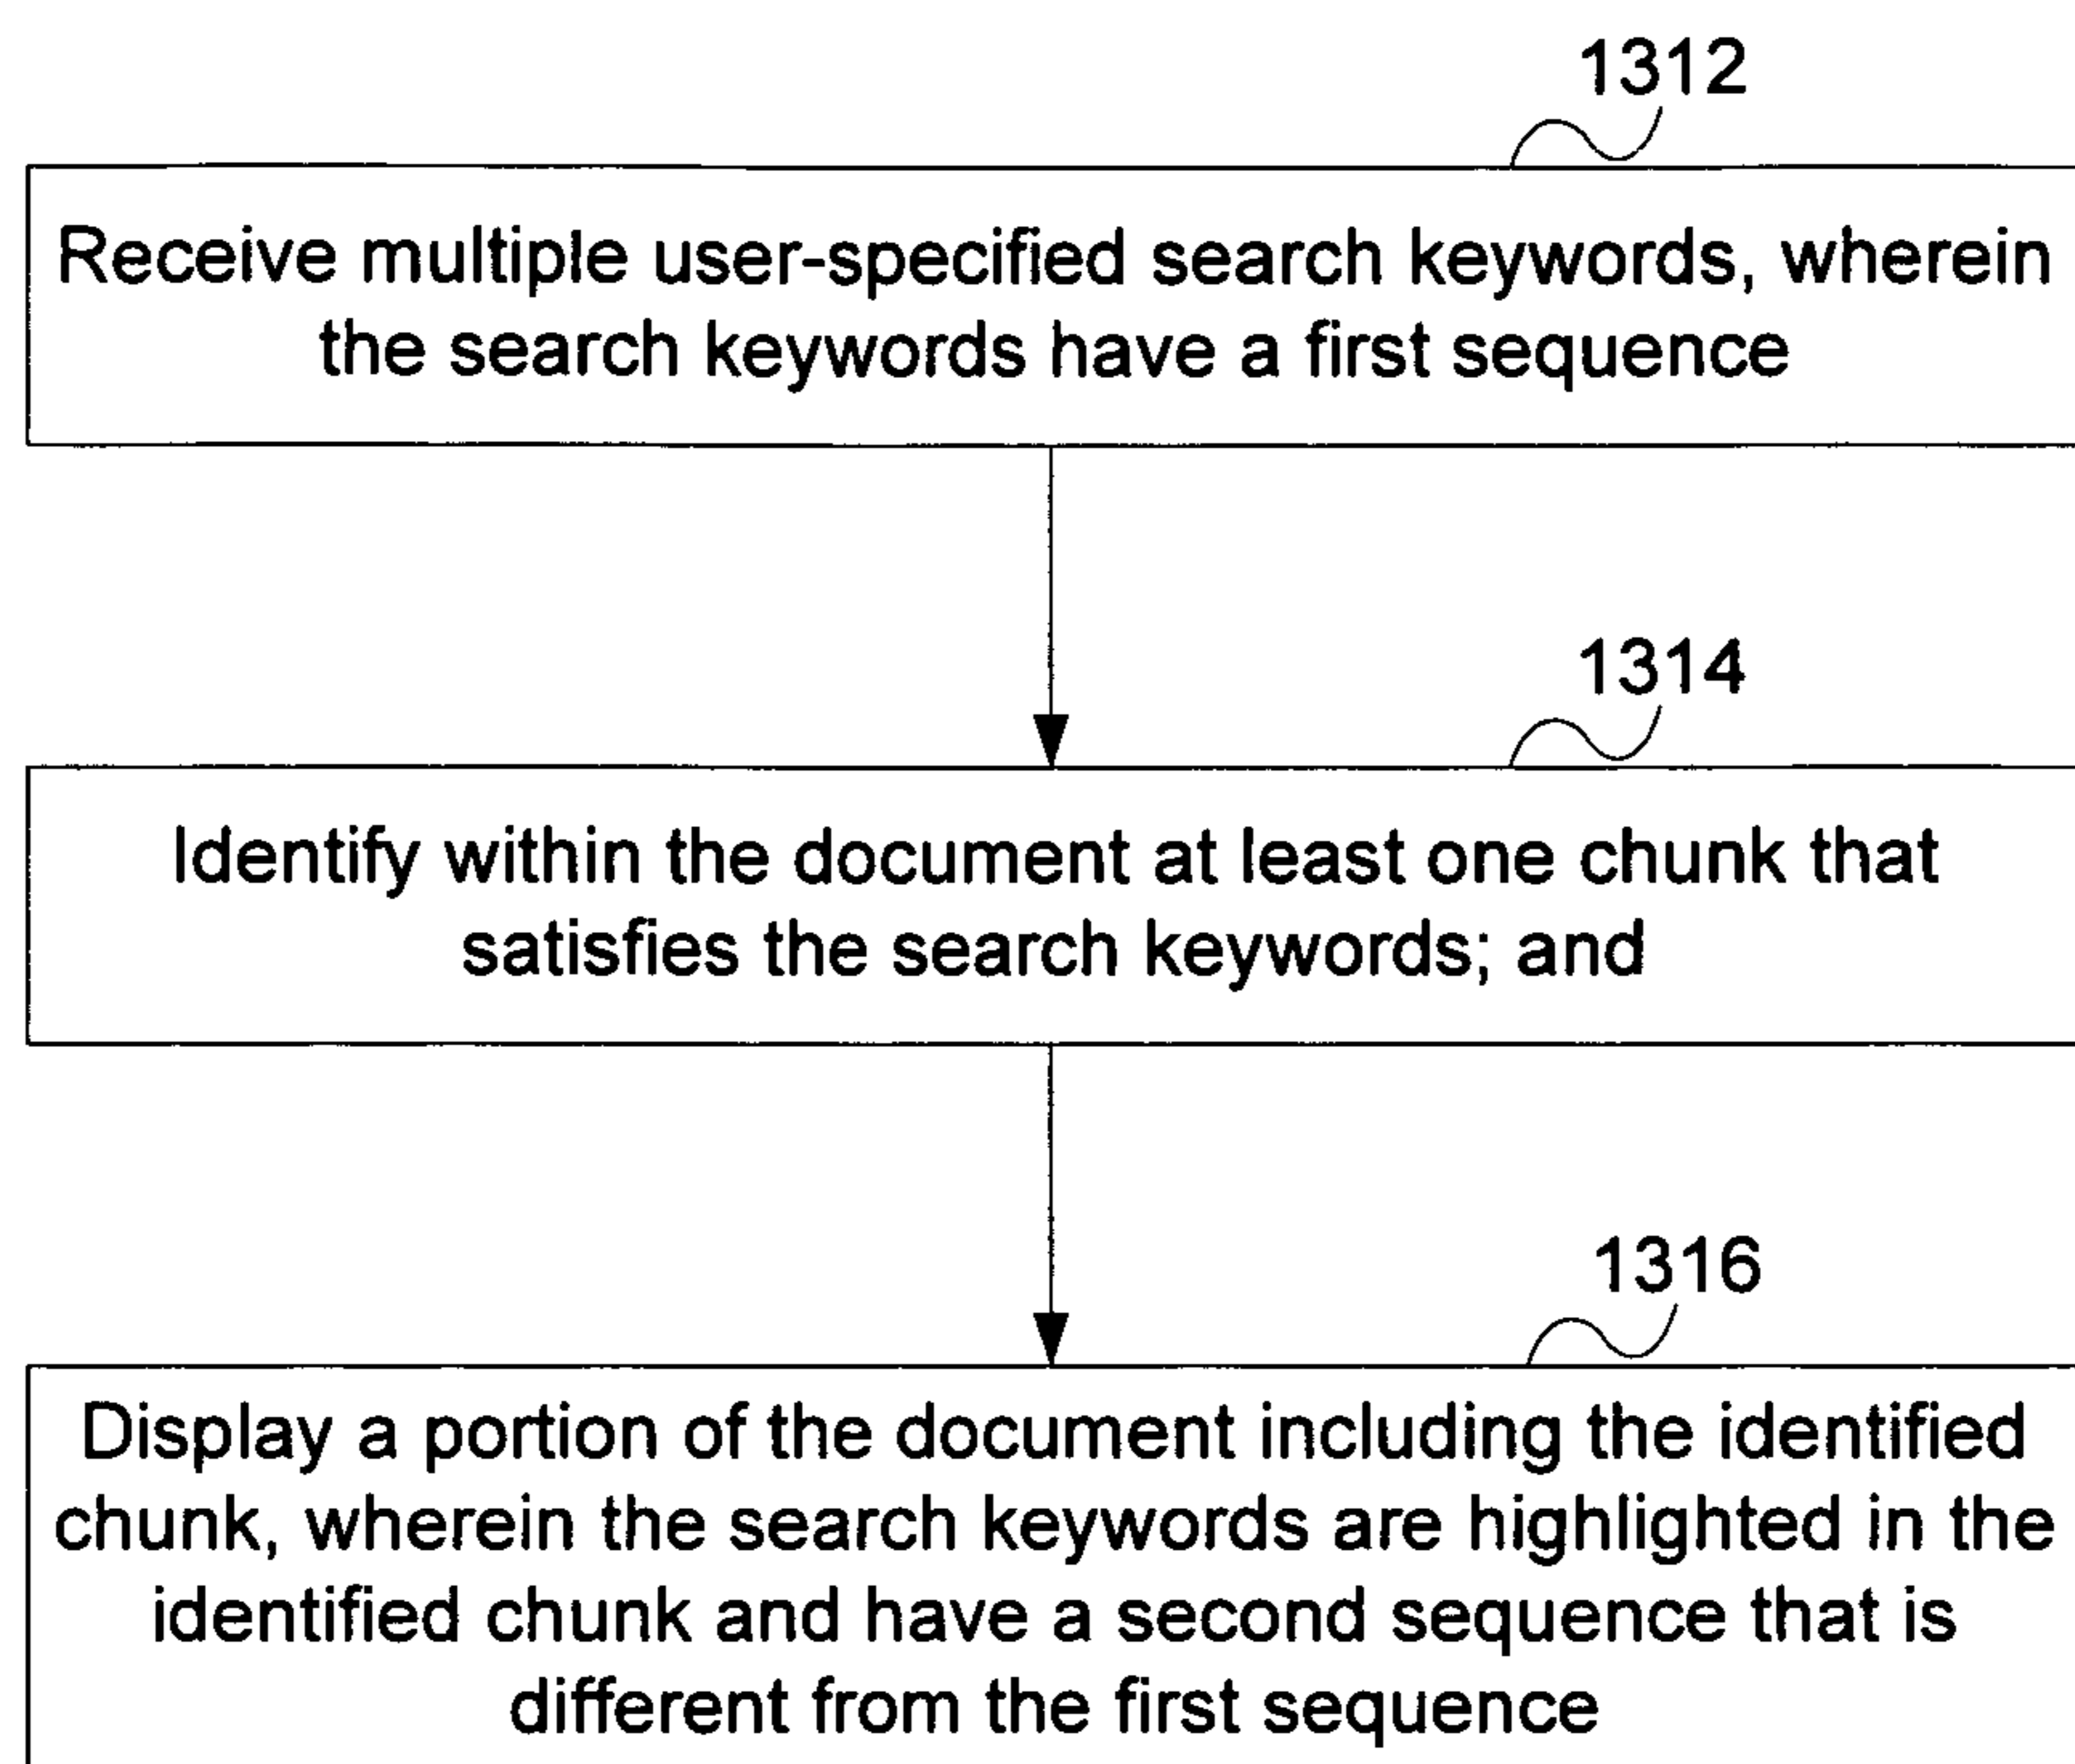 1312
Receive multiple user-specified search keywords, wherein
the search keywords have a first sequence
1314
Identify within the document at least one chunk that
satisfies the search keywords; and
1316
Display a portion of the document including the identified
chunk, wherein the search keywords are highlighted in the
identified chunk and have a second sequence that is
different from the first sequence